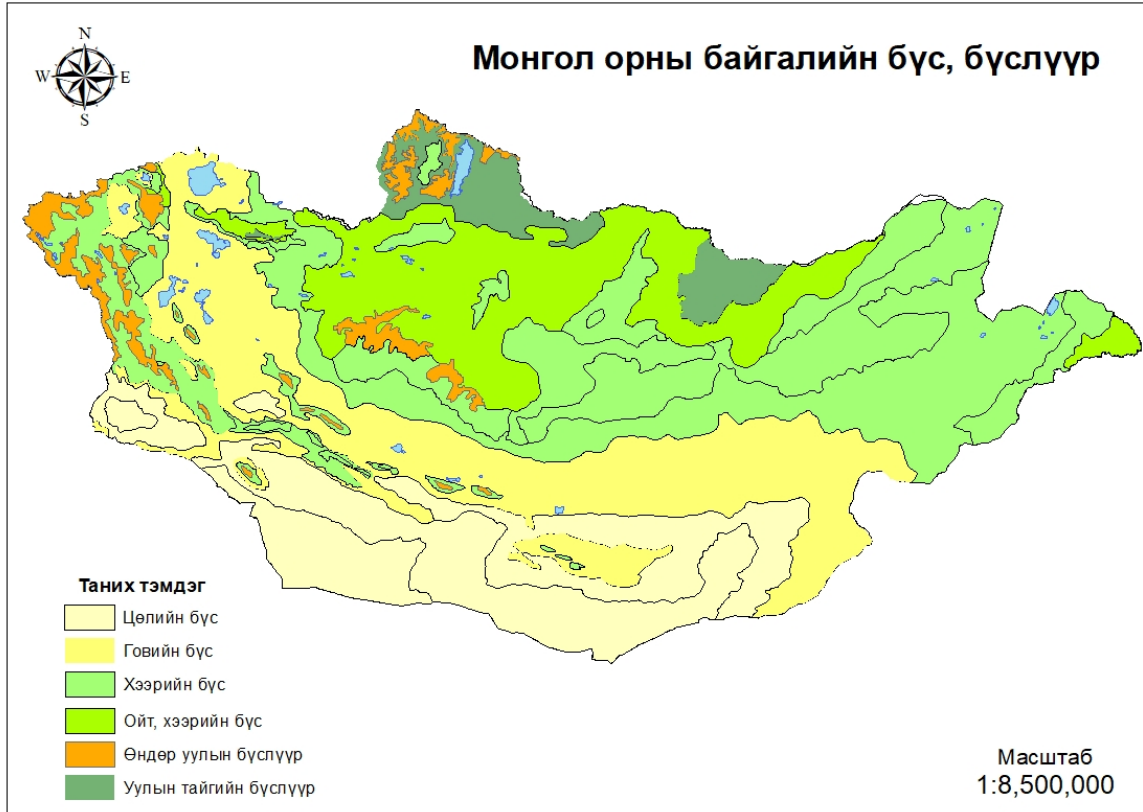 Монгол орны байгалийн бүс, бүслүүр
N
W E
S
Таних тэмдэг
Цөлийн бүс
Говийн бүс
Хээрийн бүс
Ойт, хээрийн бүс
Өндөр уулын бүслүүр
Уулын тайгийн бүслүүр
Масштаб
1:8,500,000